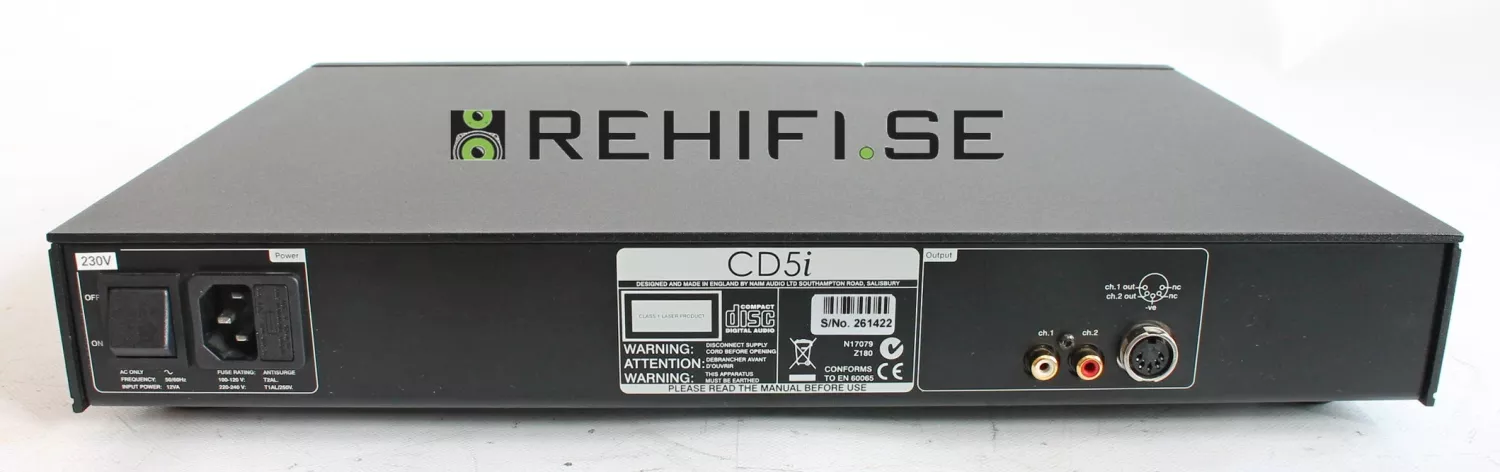 REHIFI.SE
230V
Power
OFF
ON
AC ONLY
FREQUENCY, 50/60Hz
INPUT POWER: 12VA
FUSE RATING: ANTISURGE
100-120 V: T2AL.
220-240 V: T1AL/250V.
CD5i
DESIGNED AND MADE IN ENGLAND BY NAIM AUDIO LTD SOUTHAMPTON ROAD, SALISBURY
CLASS 1 LASER PRODUCT
COMPACT
disc
DIGITAL AUDIO
WARNING: DISCONNECT SUPPLY
CORD BEFORE OPENING
ATTENTION: DEBRANCHER AVANT
D'OUVRIR
WARNING: THIS APPARATUS
MUST BE EARTHED
S/No. 261422
N17079
Z180
CONFORMS
TO EN 60065
CE
PLEASE READ THE MANUAL BEFORE USE
Output
ch.1 out nc
ch.2 out nc
-ve
ch.1 ch.2